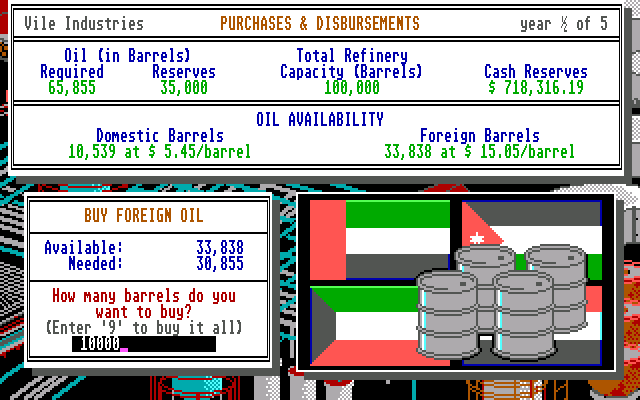 Vile Industries PURCHASES & DISBURSEMENTS year ½ of 5
Oil (in Barrels) Total Refinery
Required Reserves Capacity (Barrels) Cash Reserves
65,855 35,000 100,000 $ 718,316.19
OIL AVAILABILITY
Domestic Barrels Foreign Barrels
10,539 at $ 5.45/barrel 33,838 at $ 15.05/barrel
BUY FOREIGN OIL
Available: 33,838
Needed: 30,855
How many barrels do you
want to buy?
(Enter '9' to buy it all)
10000